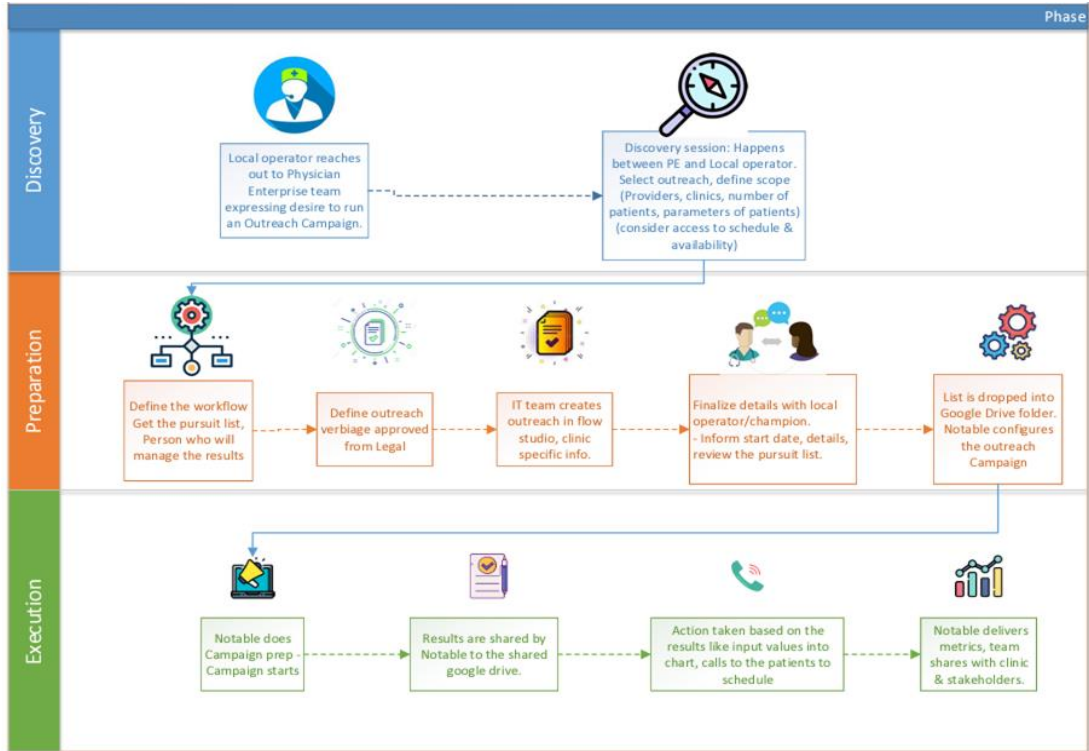 Phase
Discovery
Local operator reaches
out to Physician
Enterprise team
expressing desire to run
an Outreach Campaign.
Discovery session: Happens
between PE and Local operator.
Select outreach, define scope
(Providers, clinics, number of
patients, parameters of patients)
(consider access to schedule &
availability)
Preparation
Define the workflow
Get the pursuit list,
Person who will
manage the results
Define outreach
verbiage approved
from Legal
IT team creates
outreach in flow
studio, clinic
specific info.
Finalize details with local
operator/champion.
- Inform start date, details,
review the pursuit list.
List is dropped into
Google Drive folder.
Notable configures
the outreach
Campaign
Execution
Notable does
Campaign prep -
Campaign starts
Results are shared by
Notable to the shared
google drive.
Action taken based on the
results like input values into
chart, calls to the patients to
schedule
Notable delivers
metrics, team
shares with clinic
& stakeholders.